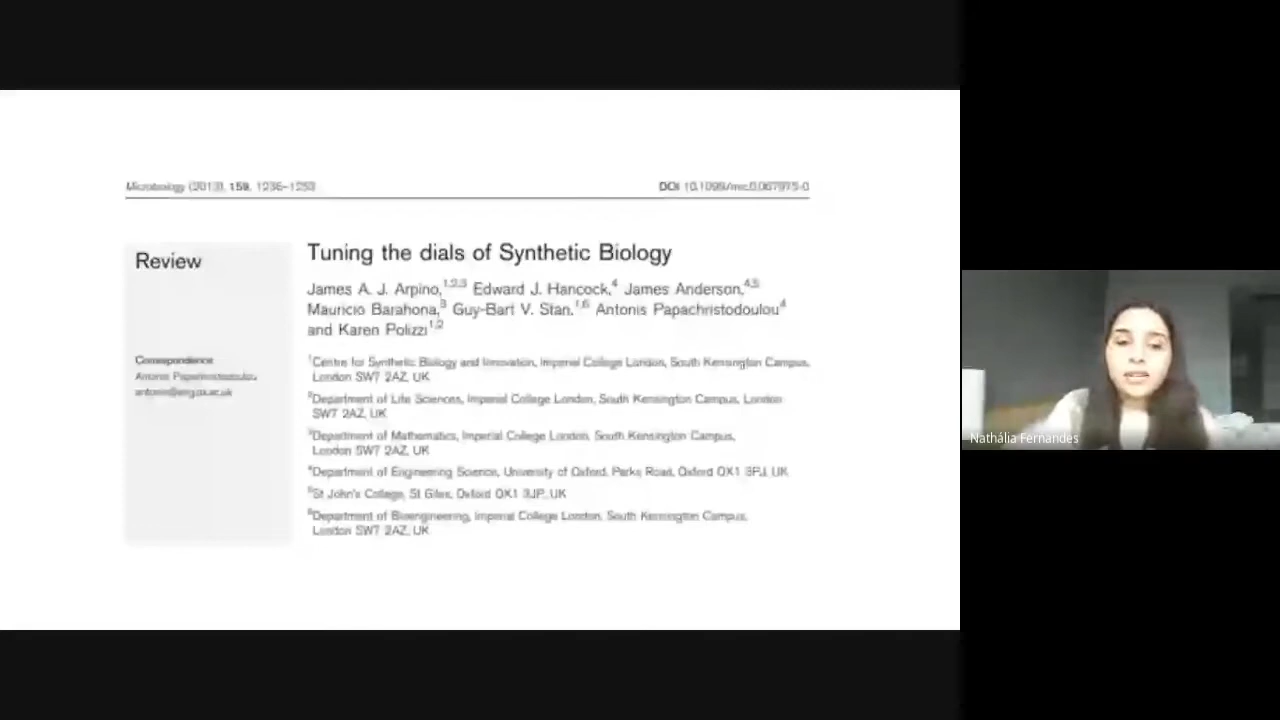 Microbiology (2013), 159, 1236–1253
DOI 10.1099/mic.0.067975-0
Review
Tuning the dials of Synthetic Biology
James A. J. Arpino,1,2,3 Edward J. Hancock,4 James Anderson,4,5
Mauricio Barahona,3 Guy-Bart V. Stan,1,6 Antonis Papachristodoulou4
and Karen Polizzi1,2
Correspondence
Antonis Papachristodoulou
antonis@eng.ox.ac.uk
1Centre for Synthetic Biology and Innovation, Imperial College London, South Kensington Campus,
London SW7 2AZ, UK
2Department of Life Sciences, Imperial College London, South Kensington Campus, London
SW7 2AZ, UK
3Department of Mathematics, Imperial College London, South Kensington Campus,
London SW7 2AZ, UK
4Department of Engineering Science, University of Oxford, Parks Road, Oxford OX1 3PJ, UK
5St John's College, St Giles, Oxford OX1 3JP, UK
6Department of Bioengineering, Imperial College London, South Kensington Campus,
London SW7 2AZ, UK
Nathália Fernandes